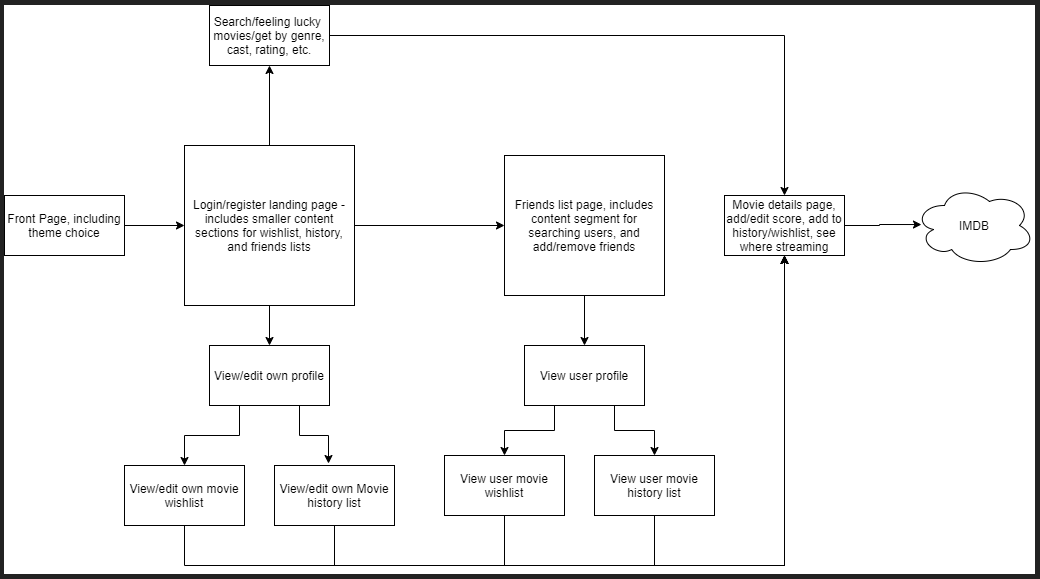 Search/feeling lucky
movies/get by genre,
cast, rating, etc.
Front Page, including
theme choice
Login/register landing page -
includes smaller content
sections for wishlist, history,
and friends lists
Friends list page, includes
content segment for
searching users, and
add/remove friends
Movie details page,
add/edit score, add to
history/wishlist, see
where streaming
IMDB
View/edit own profile
View user profile
View/edit own movie
wishlist
View/edit own Movie
history list
View user movie
wishlist
View user movie
history list